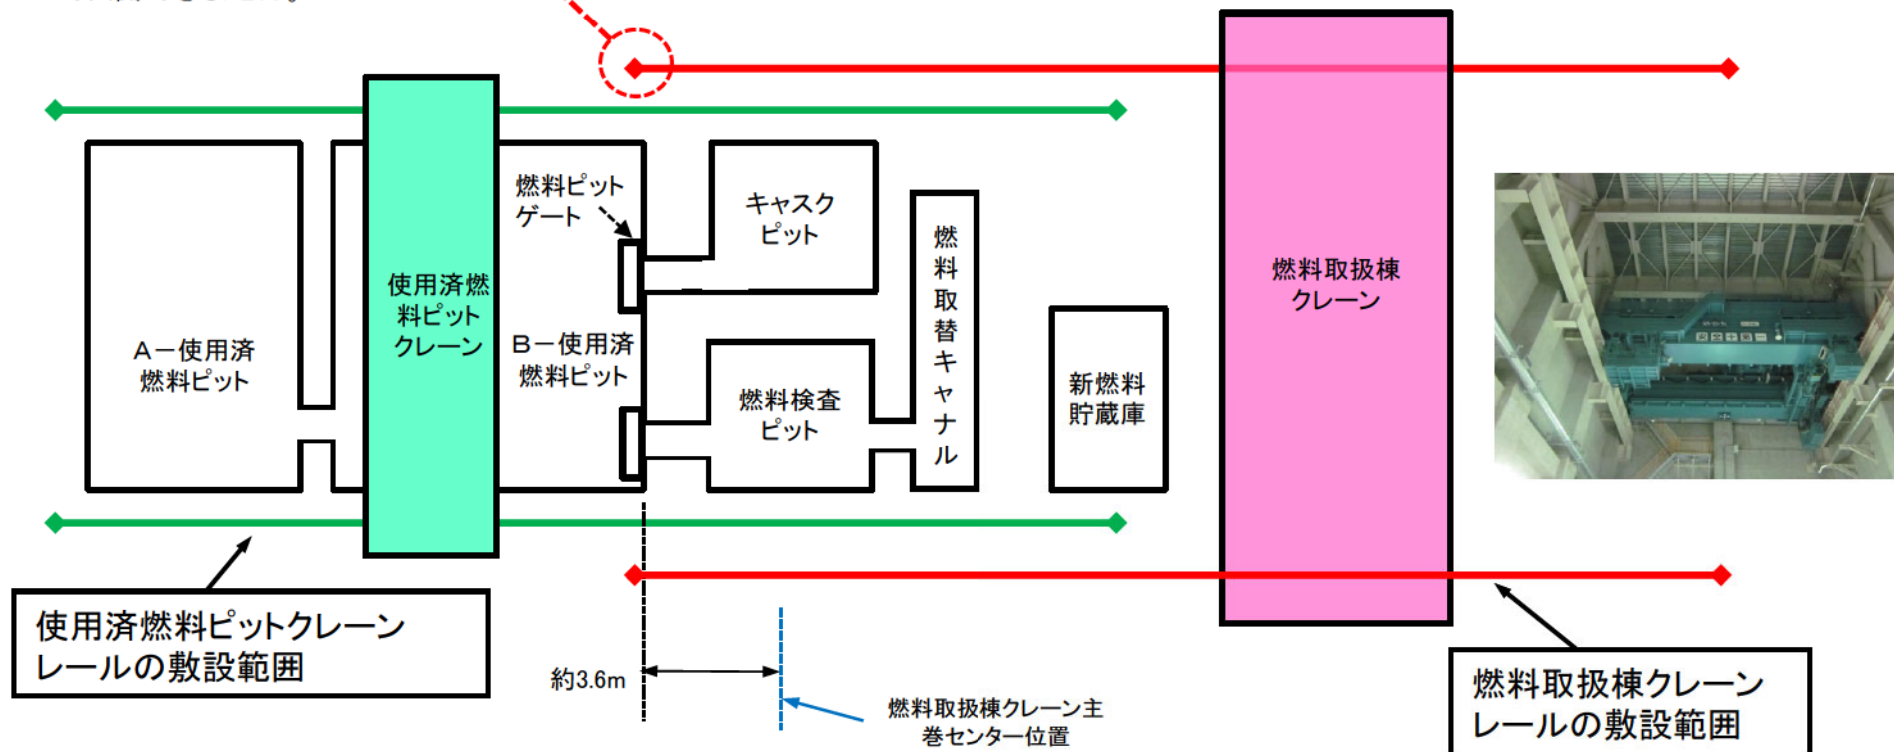 燃料ピット
ゲート
キャスク
ピット
燃料取替キャナル
使用済燃
料ピット
クレーン
燃料取扱棟
クレーン
A－使用済
燃料ピット
B－使用済
燃料ピット
燃料検査
ピット
新燃料
貯蔵庫
使用済燃料ピットクレーン
レールの敷設範囲
約3.6m
燃料取扱棟クレーン主
巻センター位置
燃料取扱棟クレーン
レールの敷設範囲